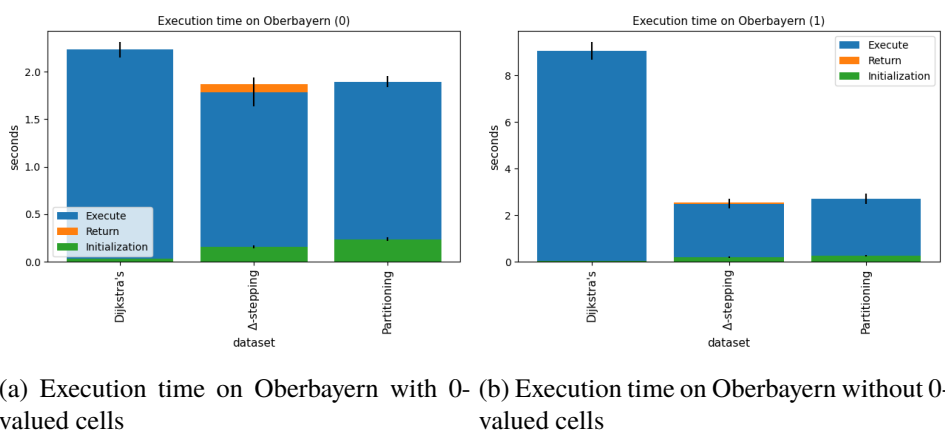 Execution time on Oberbayern (0)
seconds
2.0
1.5
1.0
0.5
0.0
Execute
Return
Initialization
Dijkstra's
Δ-stepping
Partitioning
dataset
Execution time on Obernbayern (1)
seconds
8
6
4
2
0
Execute
Return
Initialization
Dijkstra's
Δ-stepping
Partitioning
dataset
(a) Execution time on Oberbayern with 0-
valued cells
(b) Execution time on Oberbayern without 0-
valued cells